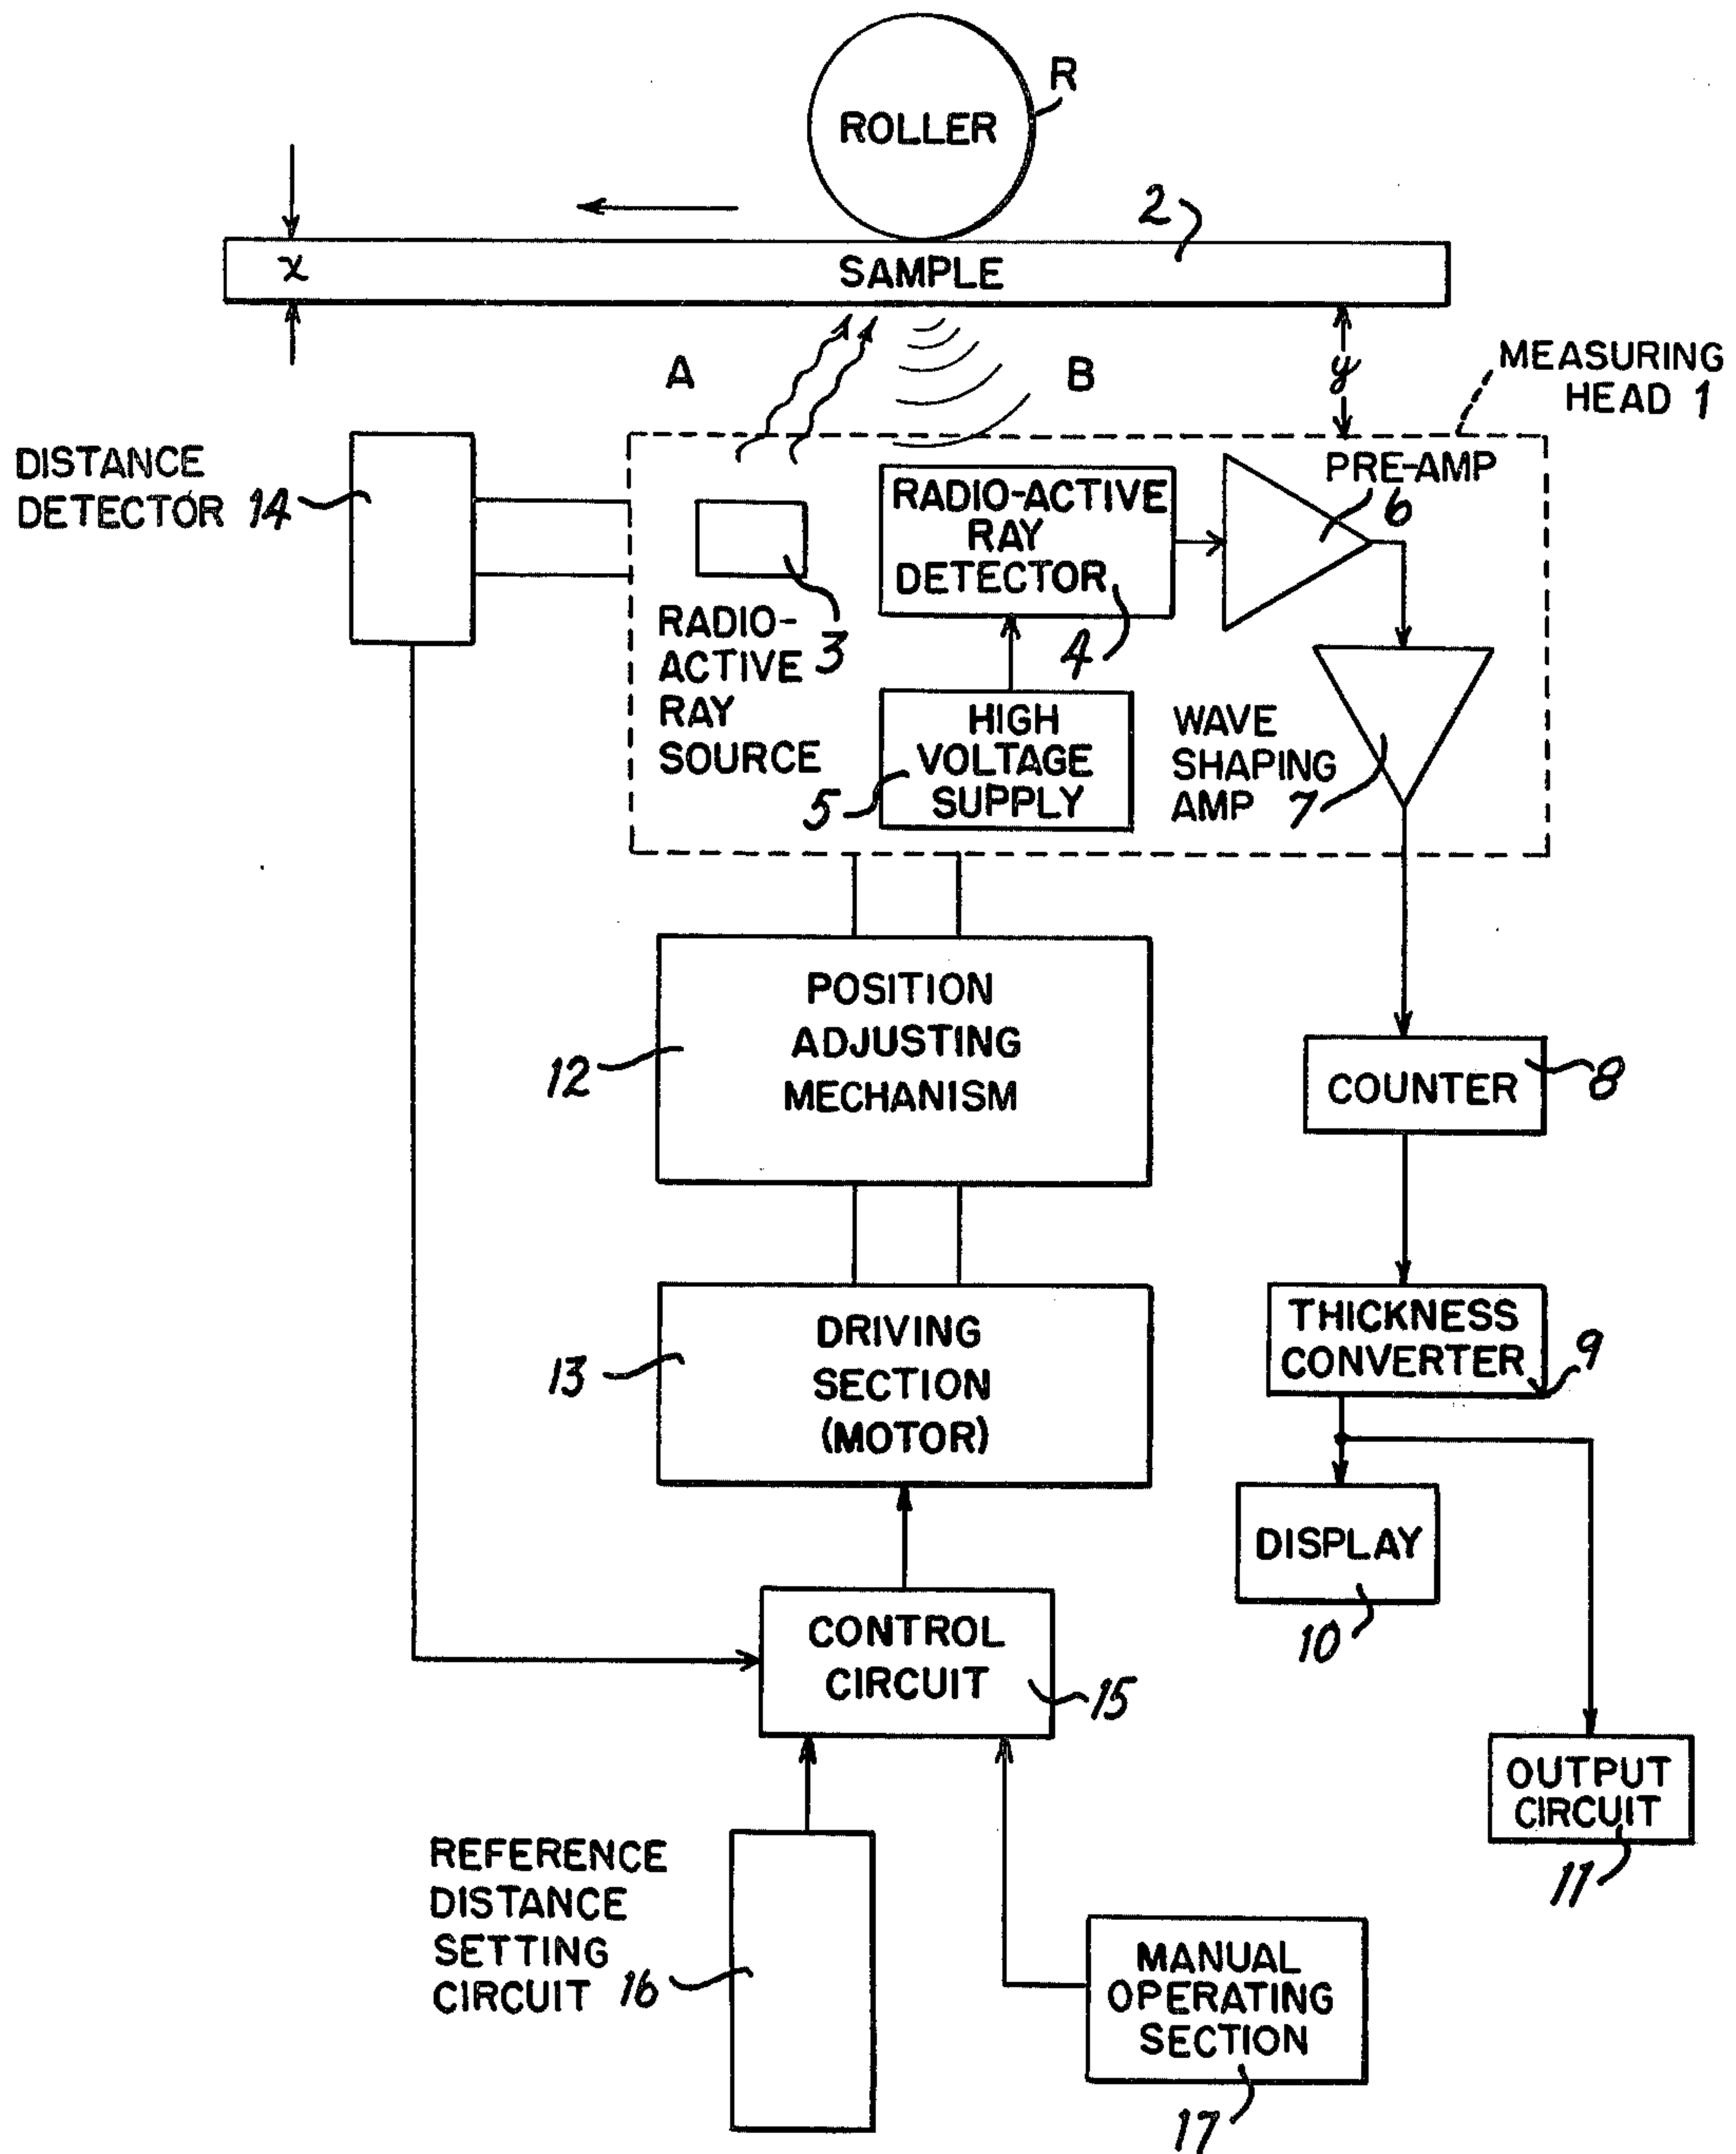 R
ROLLER
2
x
SAMPLE
A
B
y
MEASURING
HEAD 1
DISTANCE
DETECTOR 14
PRE-AMP
6
RADIO-ACTIVE
RAY
DETECTOR
4
RADIO-
ACTIVE
RAY
SOURCE
3
HIGH
VOLTAGE
SUPPLY
5
WAVE
SHAPING
AMP
7
POSITION
ADJUSTING
MECHANISM
12
COUNTER
8
DRIVING
SECTION
(MOTOR)
13
THICKNESS
CONVERTER
9
DISPLAY
10
CONTROL
CIRCUIT
15
OUTPUT
CIRCUIT
11
REFERENCE
DISTANCE
SETTING
CIRCUIT 16
MANUAL
OPERATING
SECTION
17